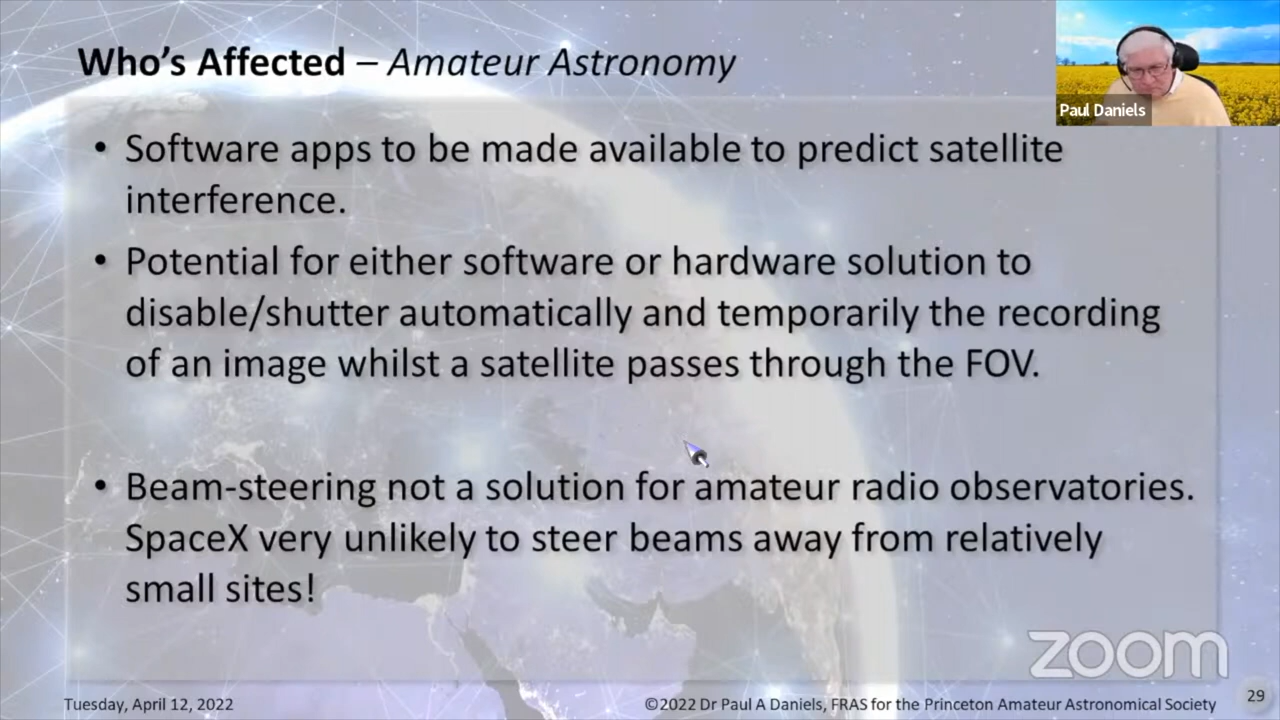 Who's Affected – Amateur Astronomy
Paul Daniels
• Software apps to be made available to predict satellite
interference.
• Potential for either software or hardware solution to
disable/shutter automatically and temporarily the recording
of an image whilst a satellite passes through the FOV.
• Beam-steering not a solution for amateur radio observatories.
SpaceX very unlikely to steer beams away from relatively
small sites!
zoom
Tuesday, April 12, 2022
©2022 Dr Paul A Daniels, FRAS for the Princeton Amateur Astronomical Society
29